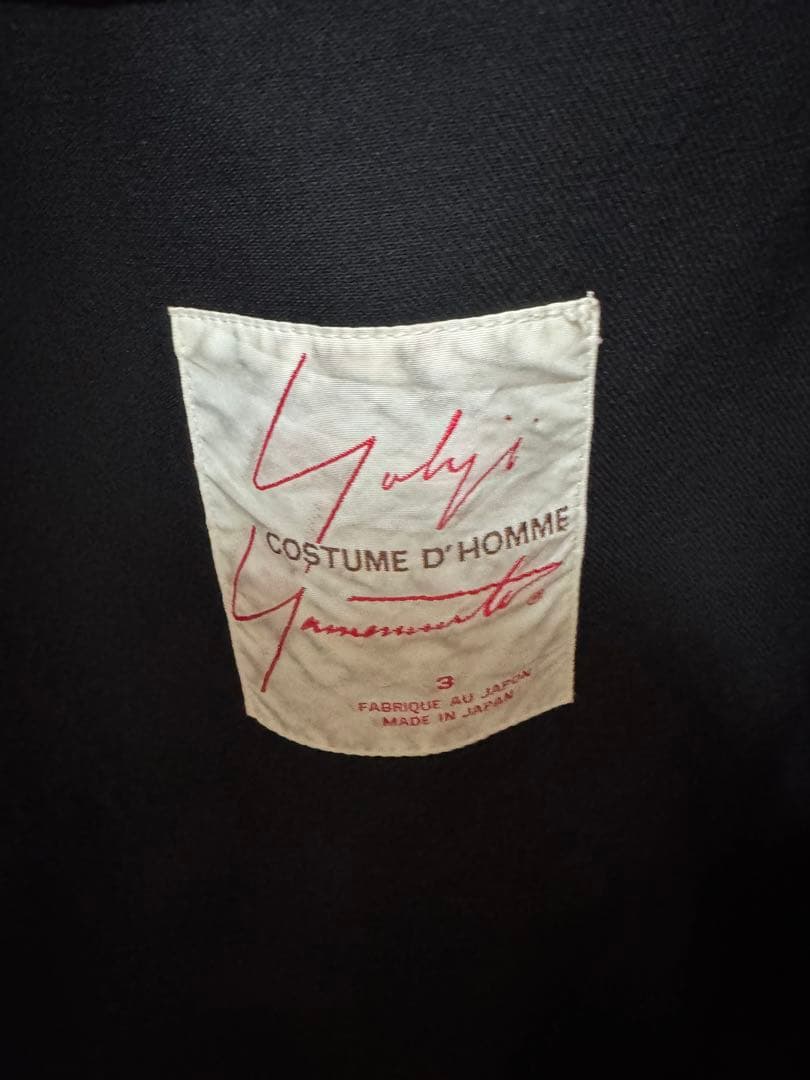 Yohji
COSTUME D'HOMME
Yamamoto
3
FABRIQUE AU JAPON
MADE IN JAPAN